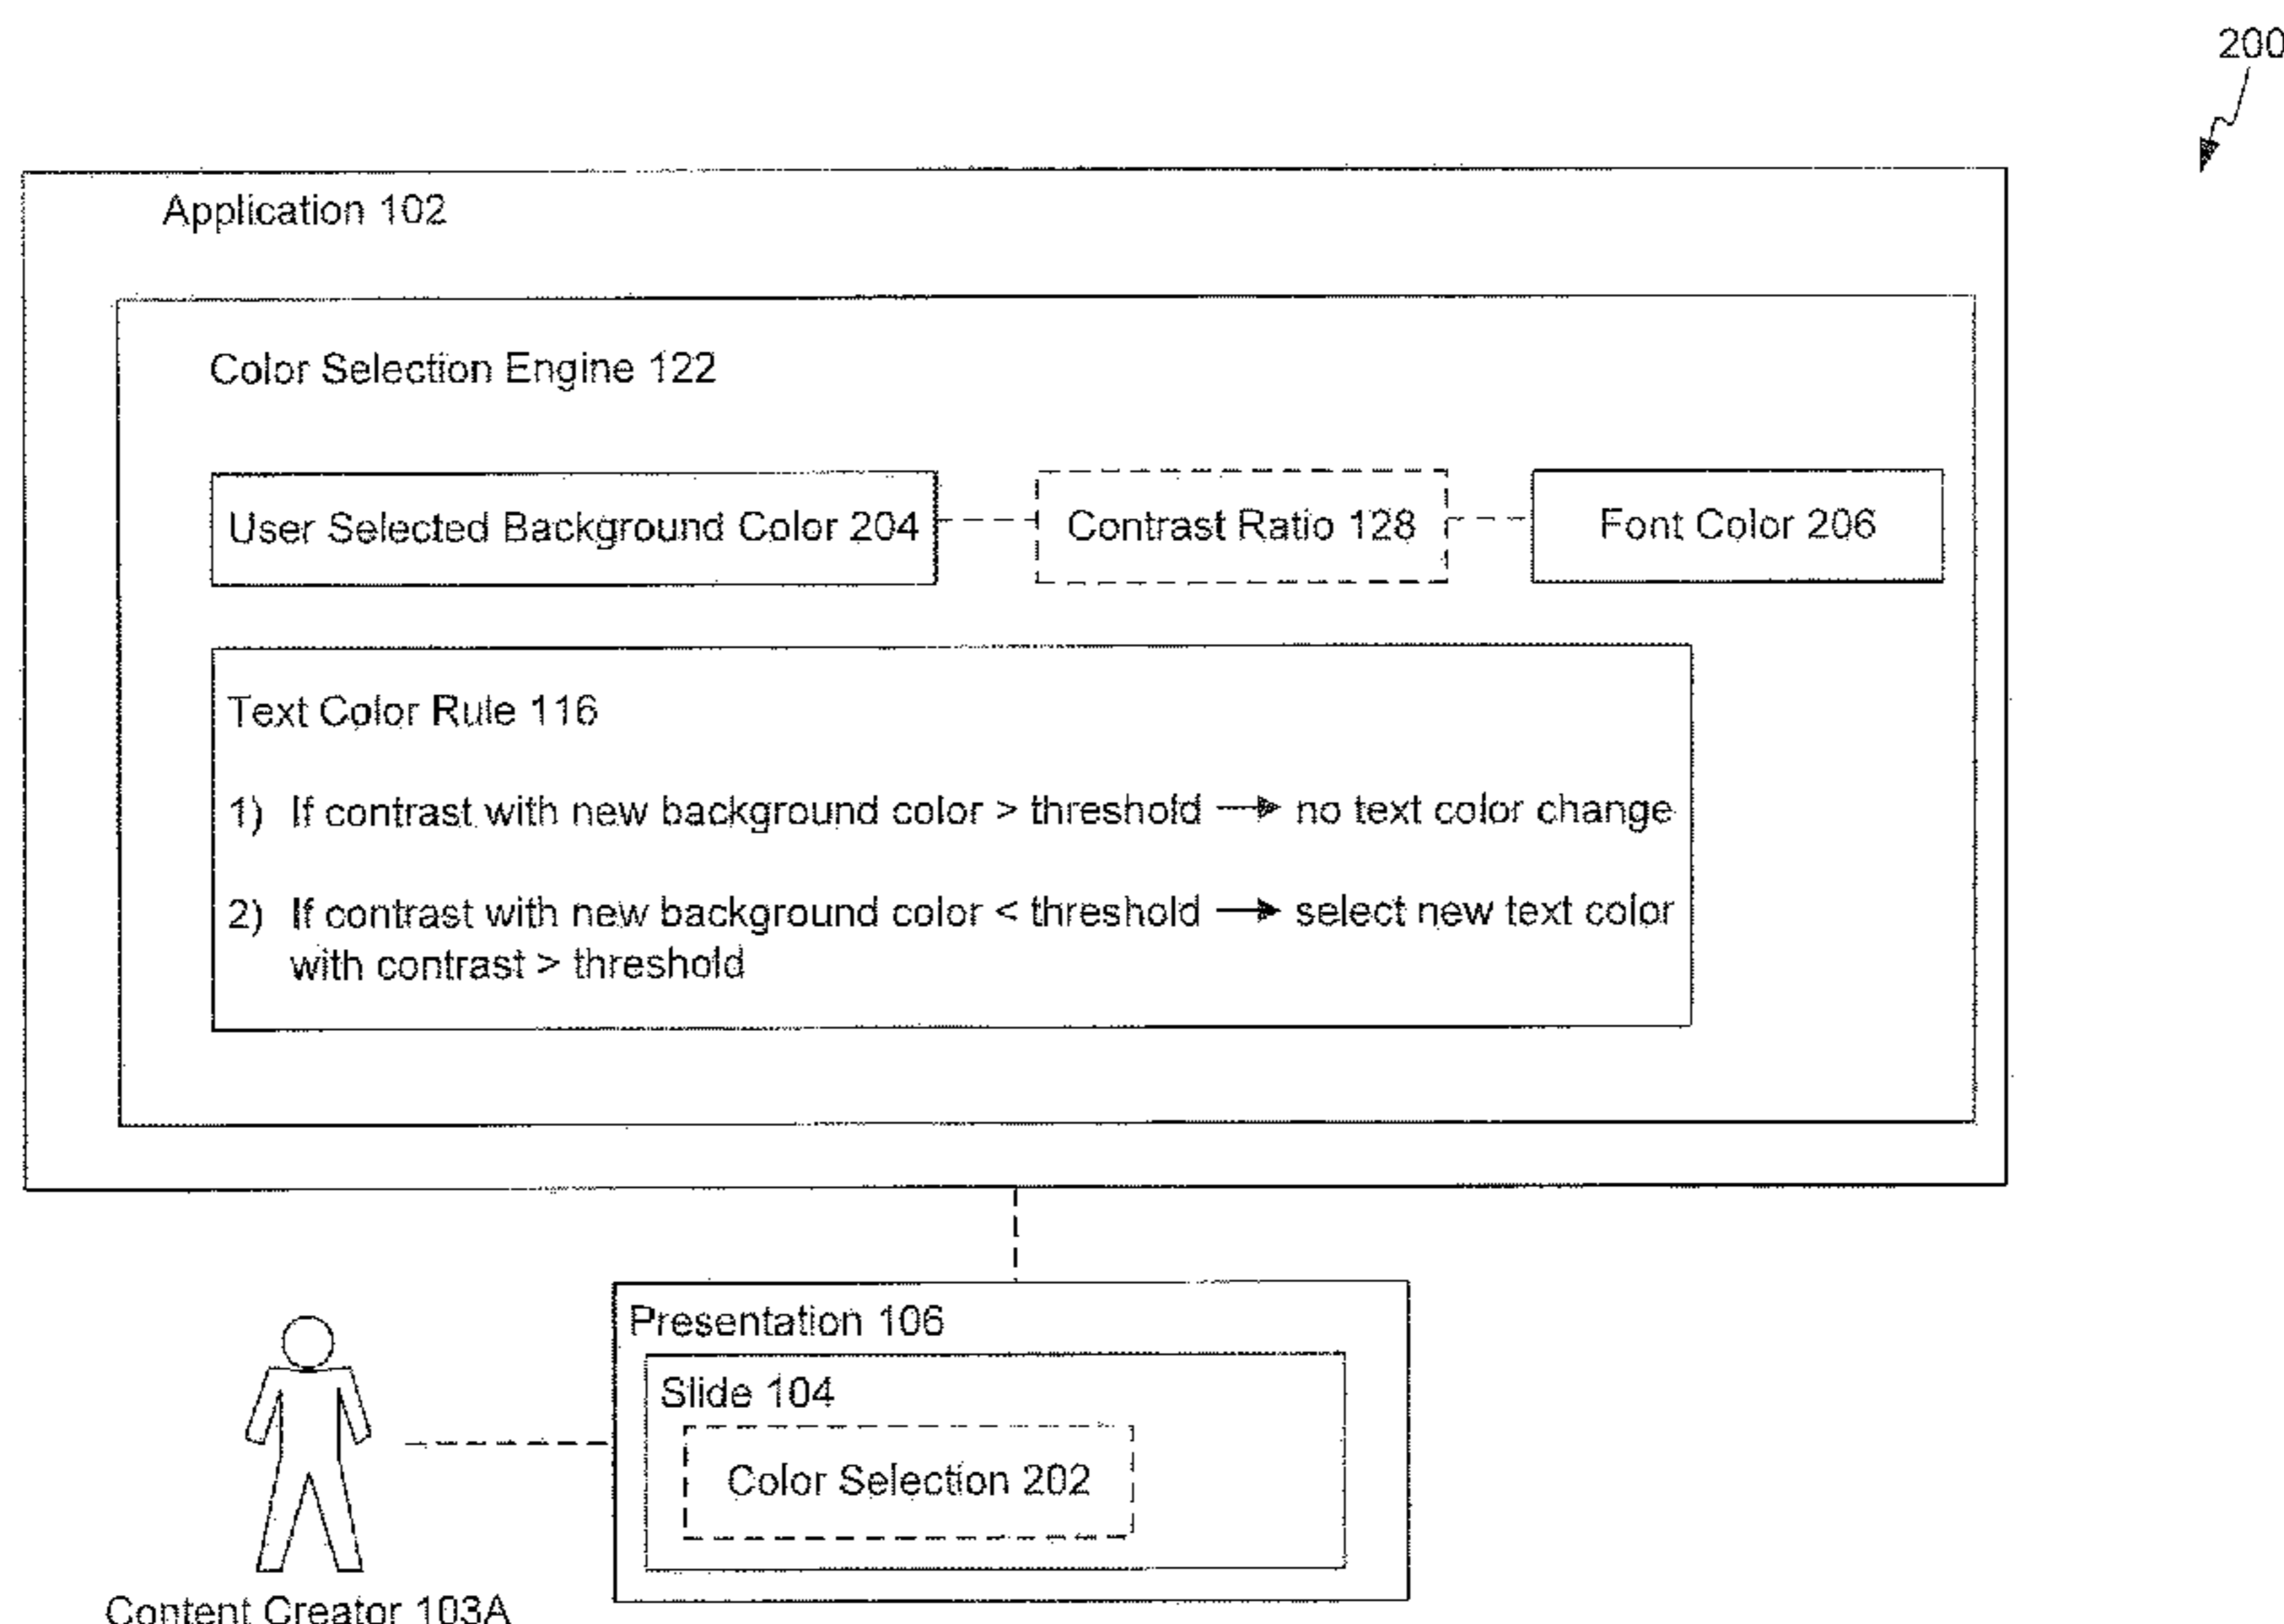 200
Application 102
Color Selection Engine 122
User Selected Background Color 204
Contrast Ratio 128
Font Color 206
Text Color Rule 116
1) If contrast with new background color > threshold → no text color change
2) If contrast with new background color < threshold → select new text color
with contrast > threshold
Presentation 106
Slide 104
Color Selection 202
Content Creator 103A